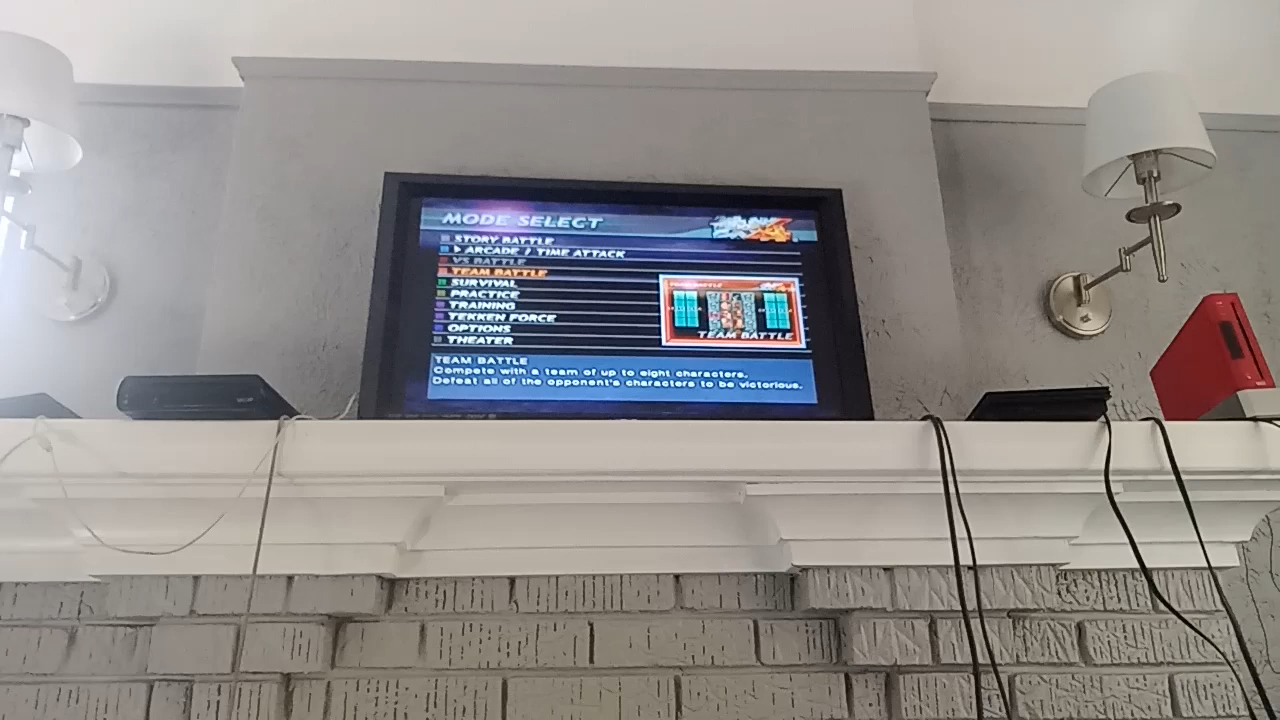 MODE SELECT
STORY BATTLE
ARCADE / TIME ATTACK
VS BATTLE
TEAM BATTLE
SURVIVAL
PRACTICE
TRAINING
TEKKEN FORCE
OPTIONS
THEATER
TEAM BATTLE
TEAM BATTLE
Compete with a team of up to eight characters.
Defeat all of the opponent's characters to be victorious.